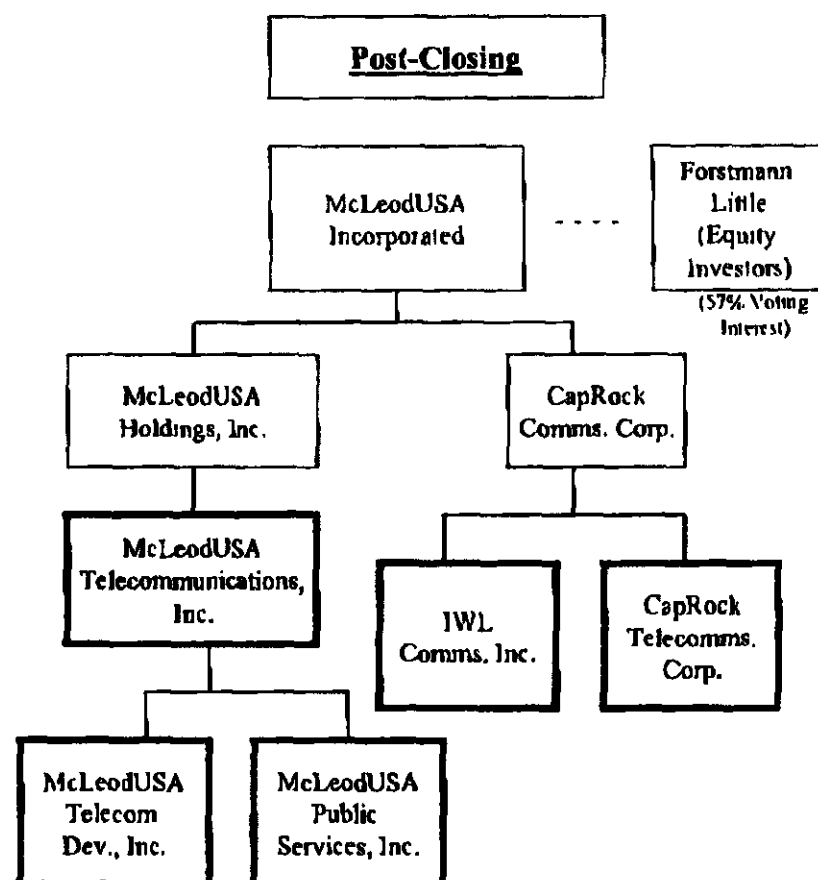 Post-Closing
McLeodUSA
Incorporated
Forstmann
Little
(Equity
Investors)
(57% Voting
Interest)
McLeodUSA
Holdings, Inc.
CapRock
Comms. Corp.
McLeodUSA
Telecommunications,
Inc.
IWL
Comms. Inc.
CapRock
Telecomms.
Corp.
McLeodUSA
Telecom
Dev., Inc.
McLeodUSA
Public
Services, Inc.